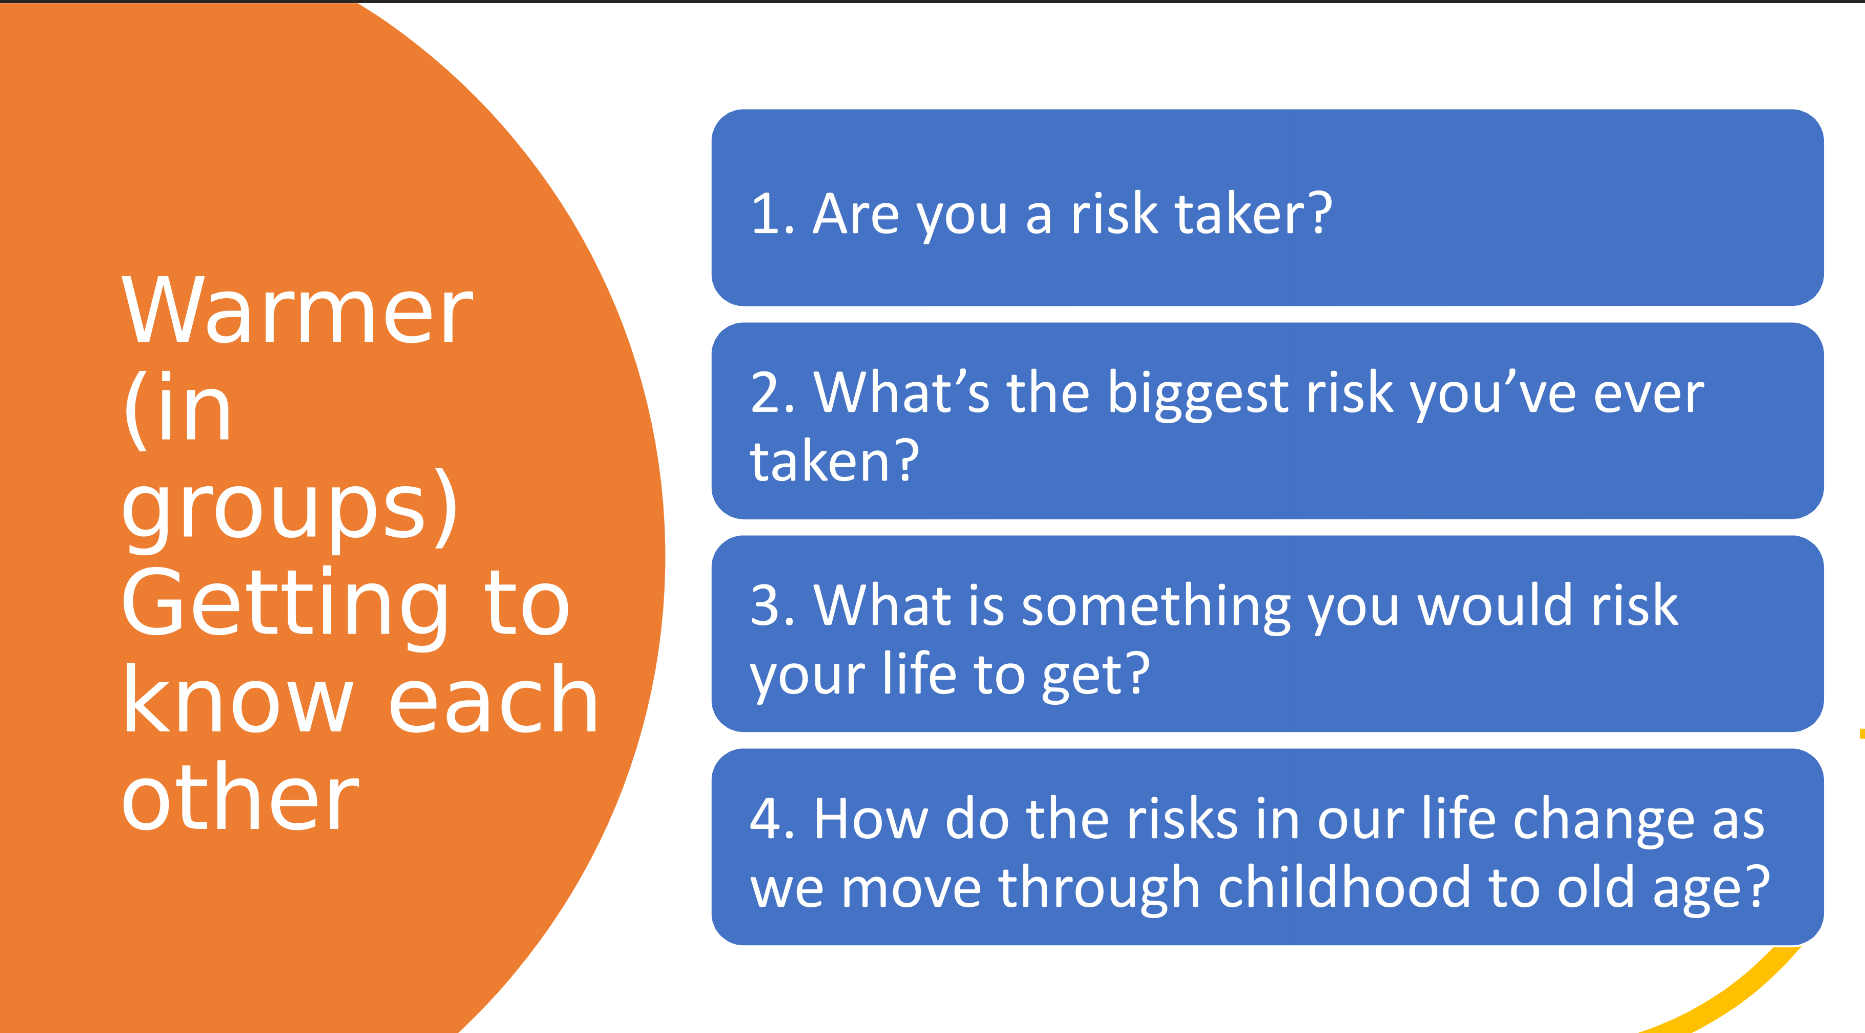 Warmer
(in
groups)
Getting to
know each
other
1. Are you a risk taker?
2. What’s the biggest risk you’ve ever
taken?
3. What is something you would risk
your life to get?
4. How do the risks in our life change as
we move through childhood to old age?